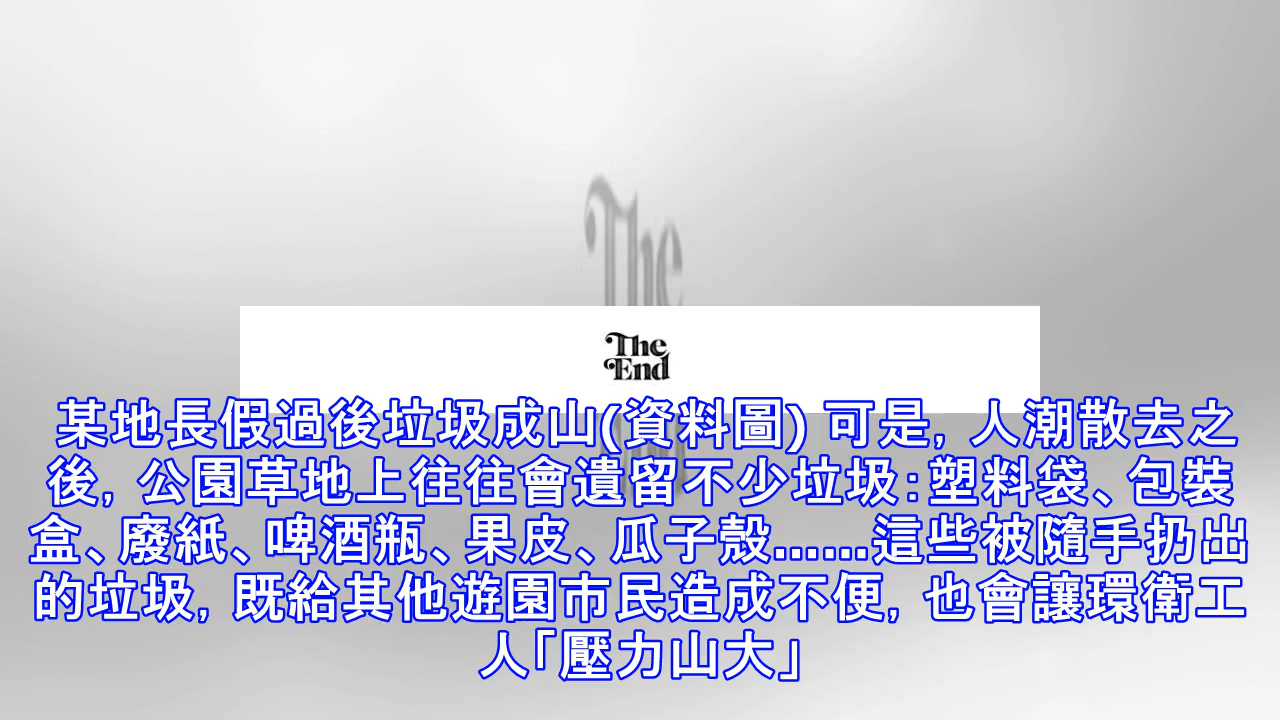 The
The
End
某地長假過後垃圾成山(資料圖) 可是, 人潮散去之
後, 公園草地上往往會遺留不少垃圾:塑料袋、包裝
盒、廢紙、啤酒瓶、果皮、瓜子殼......這些被隨手扔出
的垃圾, 既給其他遊園市民造成不便, 也會讓環衛工
人「壓力山大」